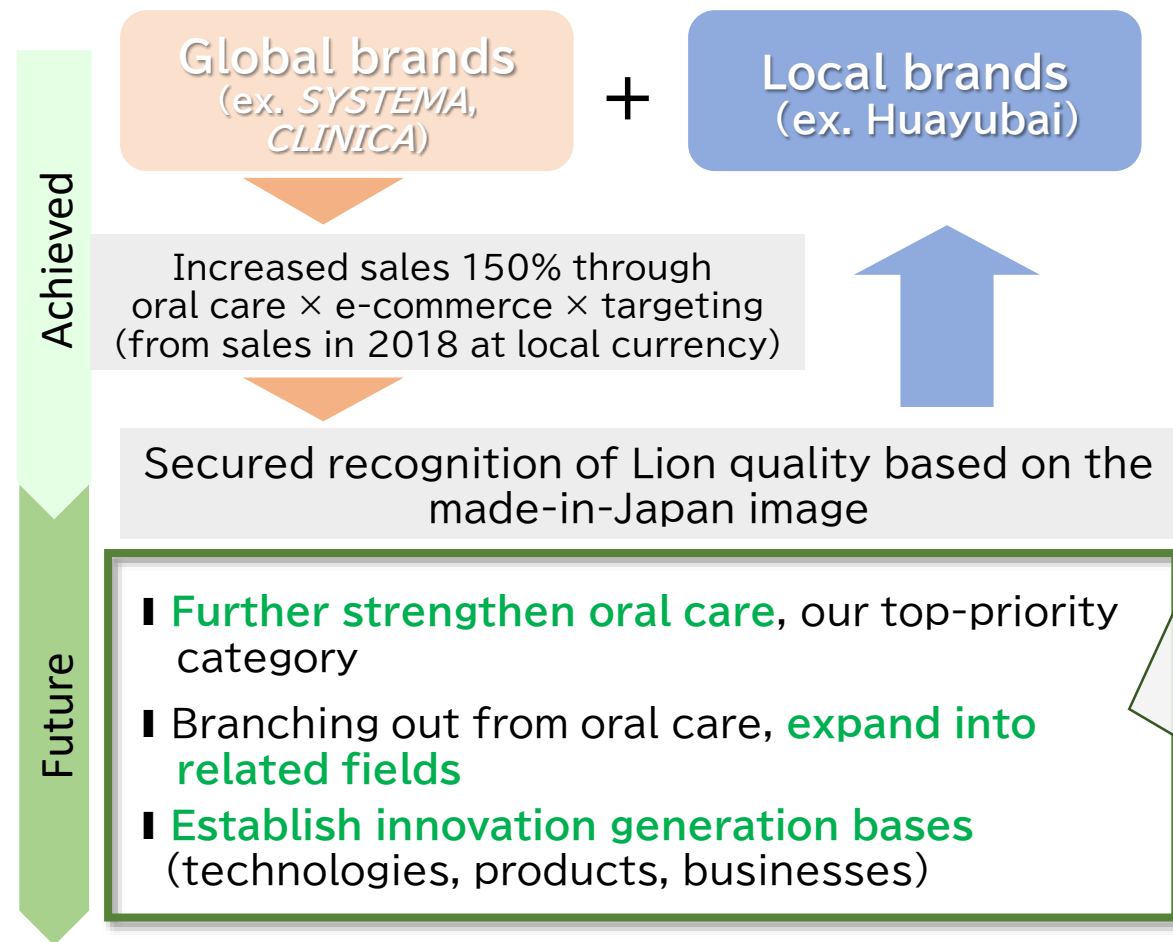 Global brands
(ex. SYSTEMA,
CLINICA)
+
Local brands
(ex. Huayubai)
Achieved
Increased sales 150% through
oral care × e-commerce × targeting
(from sales in 2018 at local currency)
Secured recognition of Lion quality based on the
made-in-Japan image
Future
Further strengthen oral care, our top-priority
category
Branching out from oral care, expand into
related fields
Establish innovation generation bases
(technologies, products, businesses)